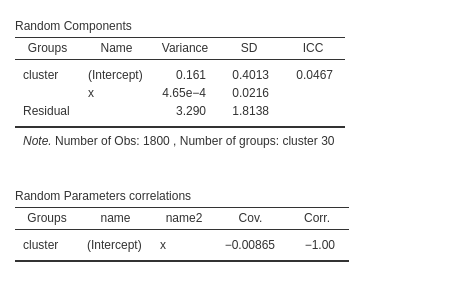 Random Components
Groups Name Variance SD ICC
cluster (Intercept) 0.161 0.4013 0.0467
x 4.65e−4 0.0216
Residual 3.290 1.8138
Note. Number of Obs: 1800 , Number of groups: cluster 30
Random Parameters correlations
Groups name name2 Cov. Corr.
cluster (Intercept) x −0.00865 −1.00